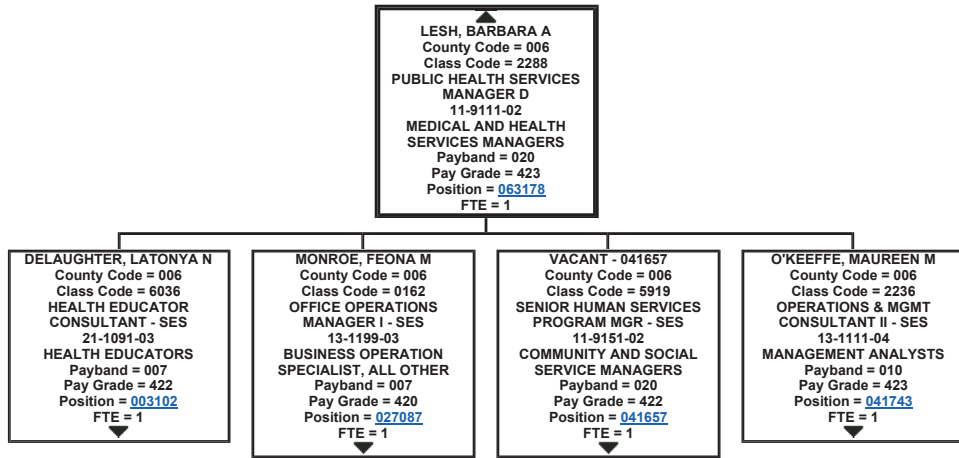 LESH, BARBARA A
County Code = 006
Class Code = 2288
PUBLIC HEALTH SERVICES
MANAGER D
11-9111-02
MEDICAL AND HEALTH
SERVICES MANAGERS
Payband = 020
Pay Grade = 423
Position = 063178
FTE = 1
DELAUGHTER, LATONYA N
County Code = 006
Class Code = 6036
HEALTH EDUCATOR
CONSULTANT - SES
21-1091-03
HEALTH EDUCATORS
Payband = 007
Pay Grade = 422
Position = 003102
FTE = 1
MONROE, FEONA M
County Code = 006
Class Code = 0162
OFFICE OPERATIONS
MANAGER I - SES
13-1199-03
BUSINESS OPERATION
SPECIALIST, ALL OTHER
Payband = 007
Pay Grade = 420
Position = 027087
FTE = 1
VACANT - 041657
County Code = 006
Class Code = 5919
SENIOR HUMAN SERVICES
PROGRAM MGR - SES
11-9151-02
COMMUNITY AND SOCIAL
SERVICE MANAGERS
Payband = 020
Pay Grade = 422
Position = 041657
FTE = 1
O'KEEFFE, MAUREEN M
County Code = 006
Class Code = 2236
OPERATIONS & MGMT
CONSULTANT II - SES
13-1111-04
MANAGEMENT ANALYSTS
Payband = 010
Pay Grade = 423
Position = 041743
FTE = 1